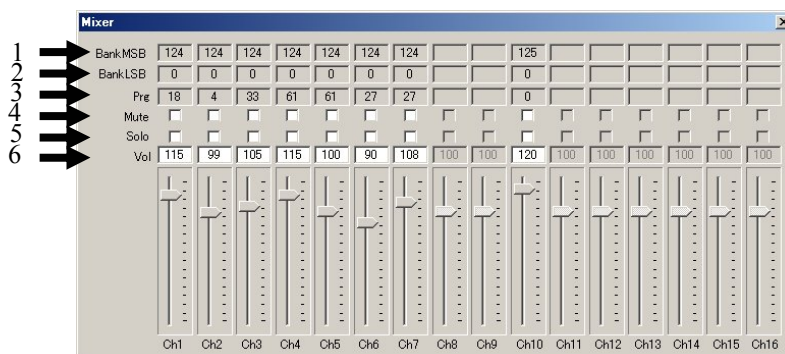 Mixer
1 BankMSB 124 124 124 124 124 124 124 125
2 BankLSB 0 0 0 0 0 0 0 0
3 Prg 18 4 33 61 61 27 27 0
4 Mute
5 Solo
6 Vol 115 99 105 115 100 90 108 100 100 120 100 100 100 100 100 100
Ch1 Ch2 Ch3 Ch4 Ch5 Ch6 Ch7 Ch8 Ch9 Ch10 Ch11 Ch12 Ch13 Ch14 Ch15 Ch16